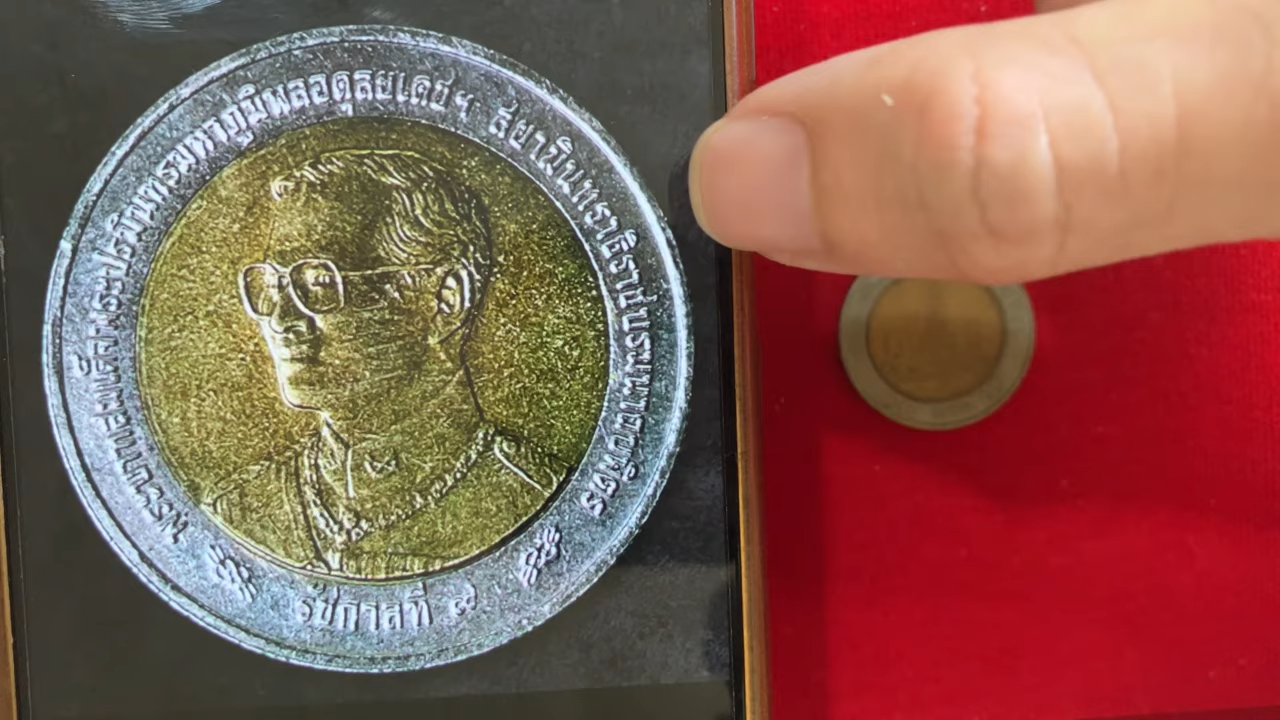 พระบาทสมเด็จพระปรมินทรมหาภูมิพลอดุลยเดชฯ สยามินทราธิราชบรมนาถบพิตร
รัชกาลที่ ๙